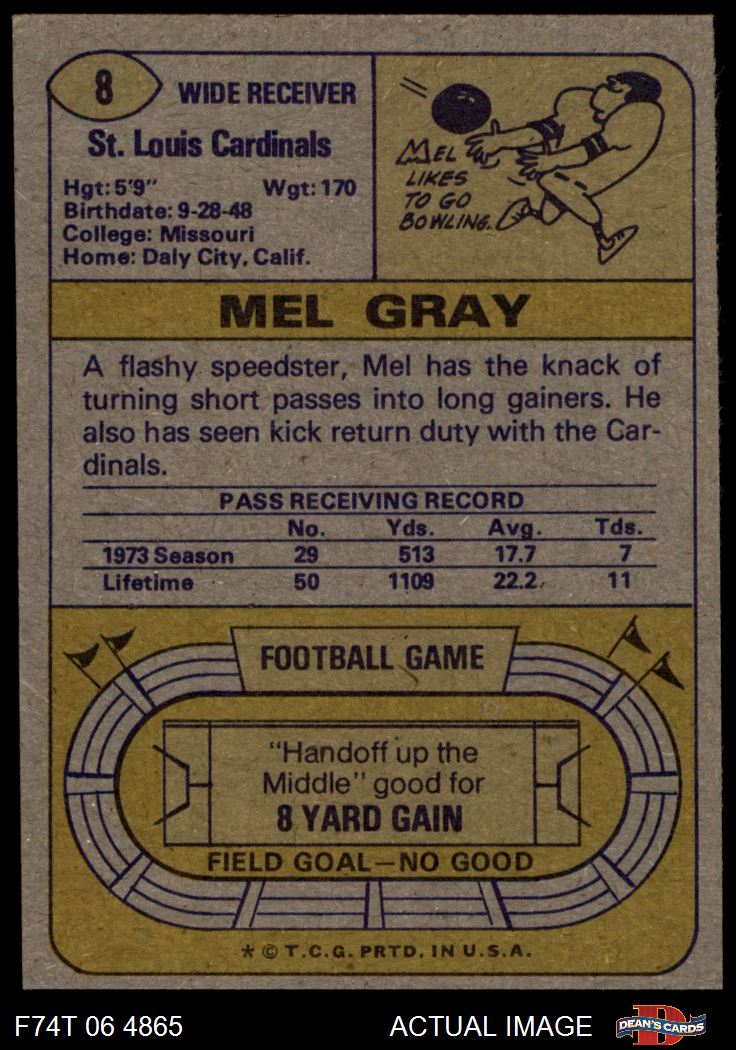 8
WIDE RECEIVER
St. Louis Cardinals
Hgt: 5'9" Wgt: 170
Birthdate: 9-28-48
College: Missouri
Home: Daly City, Calif.
MEL
LIKES
TO GO
BOWLING.
MEL GRAY
A flashy speedster, Mel has the knack of
turning short passes into long gainers. He
also has seen kick return duty with the Car-
dinals.
PASS RECEIVING RECORD
No. Yds. Avg. Tds.
1973 Season 29 513 17.7 7
Lifetime 50 1109 22.2 11
FOOTBALL GAME
"Handoff up the
Middle" good for
8 YARD GAIN
FIELD GOAL—NO GOOD
* © T.C.G. PRTD. IN U.S.A.
F74T 06 4865 ACTUAL IMAGE
D
DEAN'S CARDS